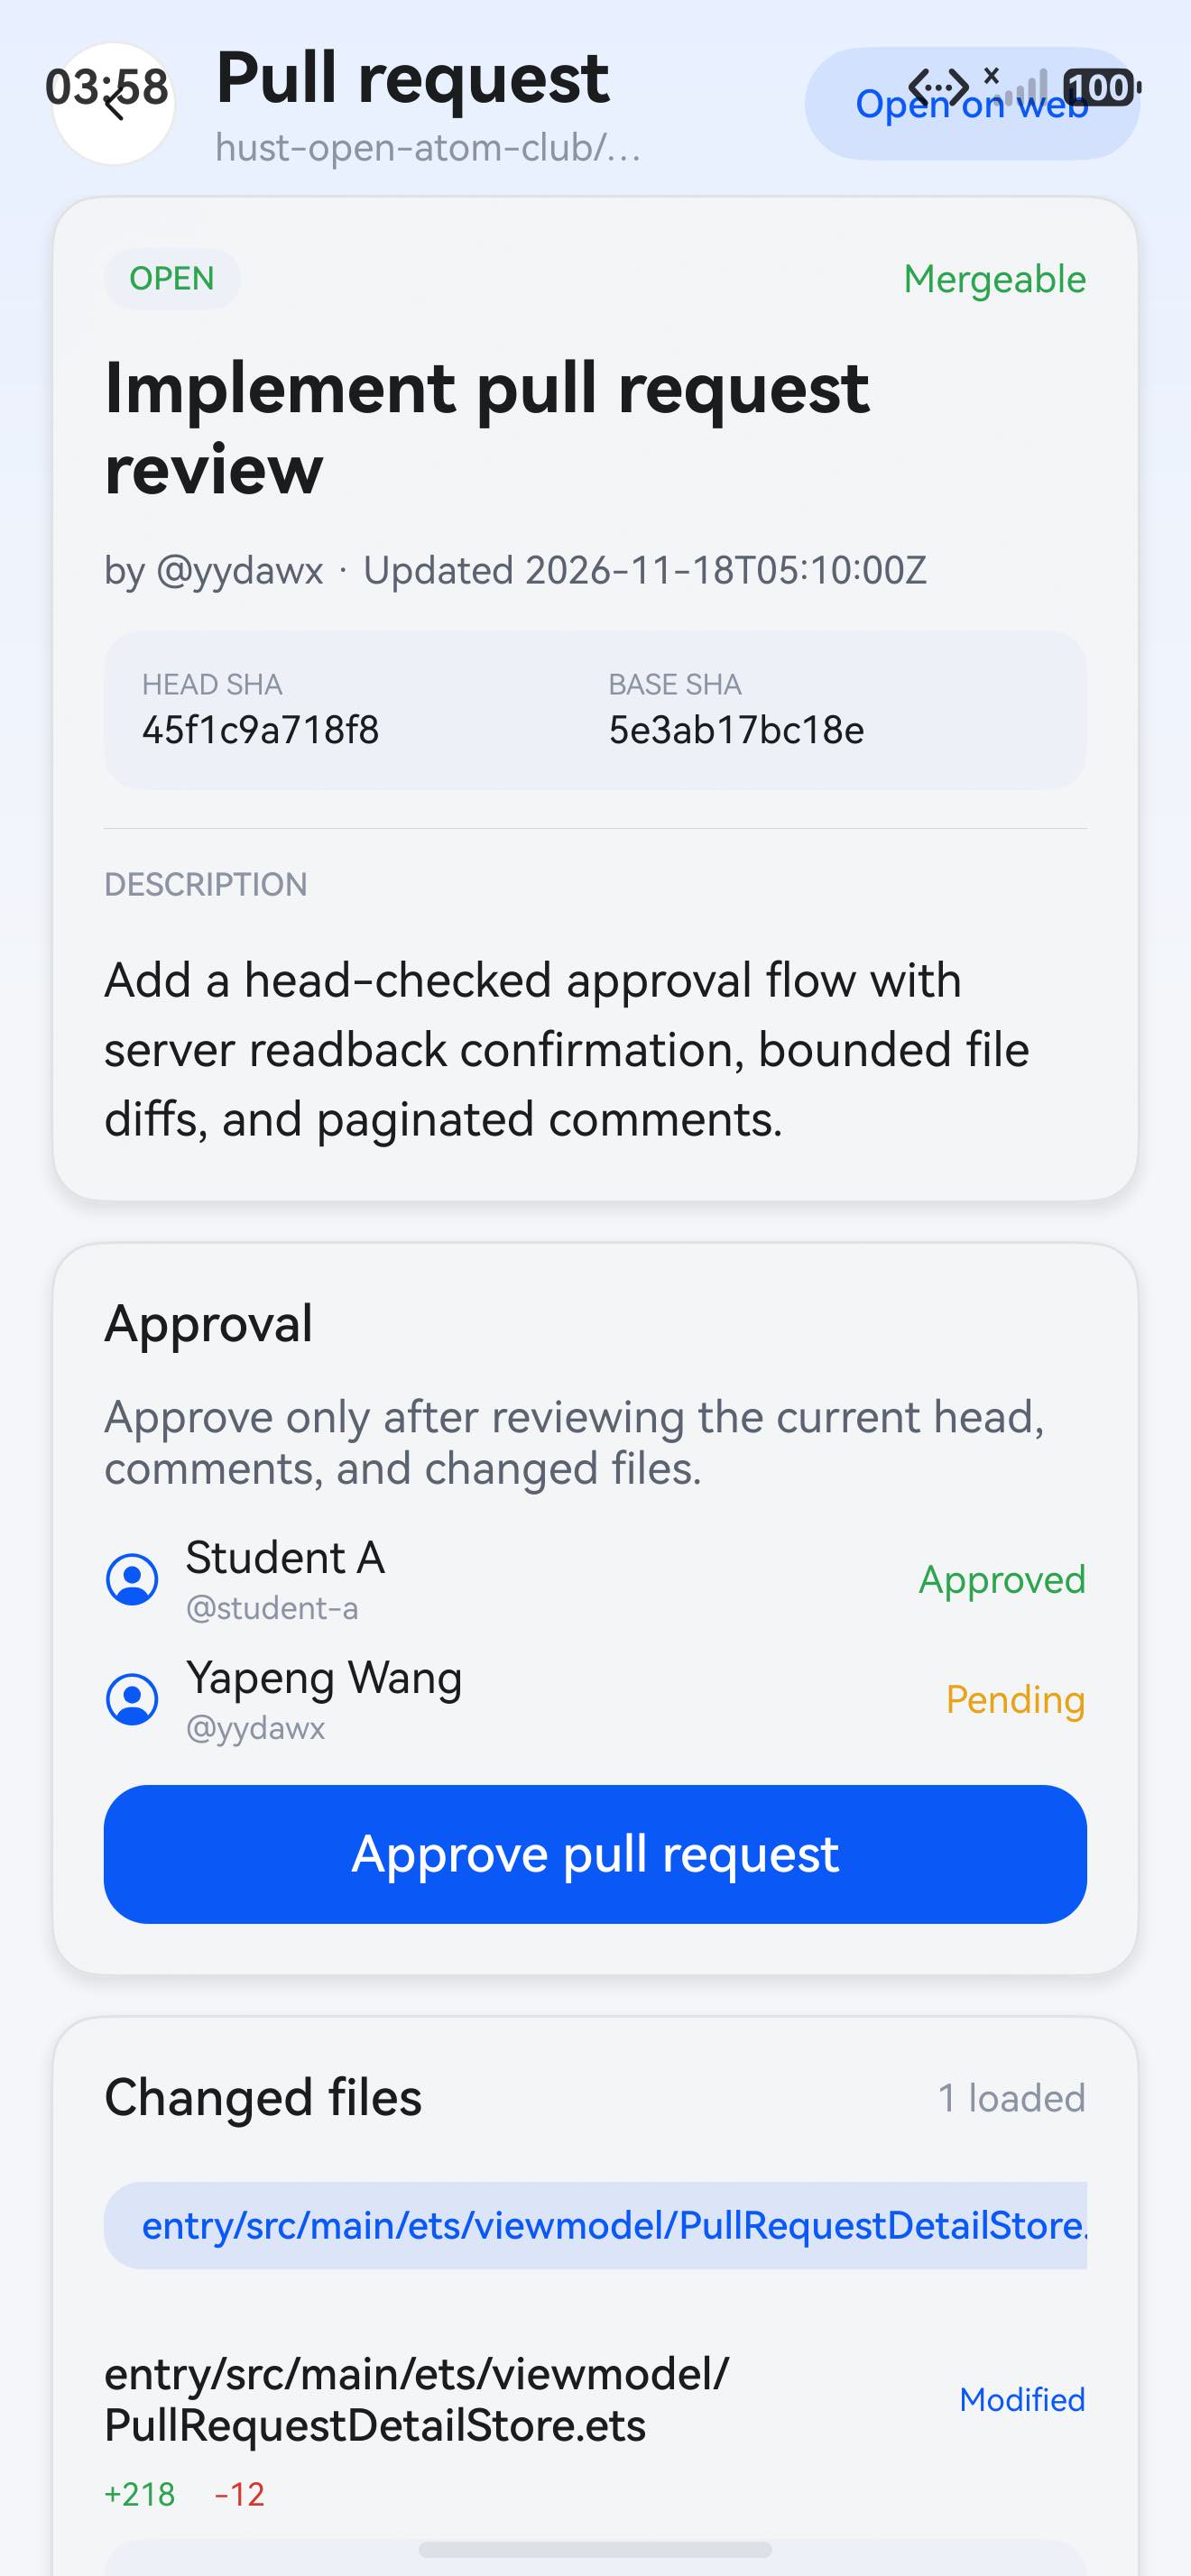 03:58
Pull request
hust-open-atom-club/...
Open on web
100
OPEN
Mergeable
Implement pull request
review
by @yydawx · Updated 2026-11-18T05:10:00Z
HEAD SHA
BASE SHA
45f1c9a718f8
5e3ab17bc18e
DESCRIPTION
Add a head-checked approval flow with
server readback confirmation, bounded file
diffs, and paginated comments.
Approval
Approve only after reviewing the current head,
comments, and changed files.
Student A
@student-a
Approved
Yapeng Wang
@yydawx
Pending
Approve pull request
Changed files
1 loaded
entry/src/main/ets/viewmodel/PullRequestDetailStore.
entry/src/main/ets/viewmodel/
PullRequestDetailStore.ets
Modified
+218 -12